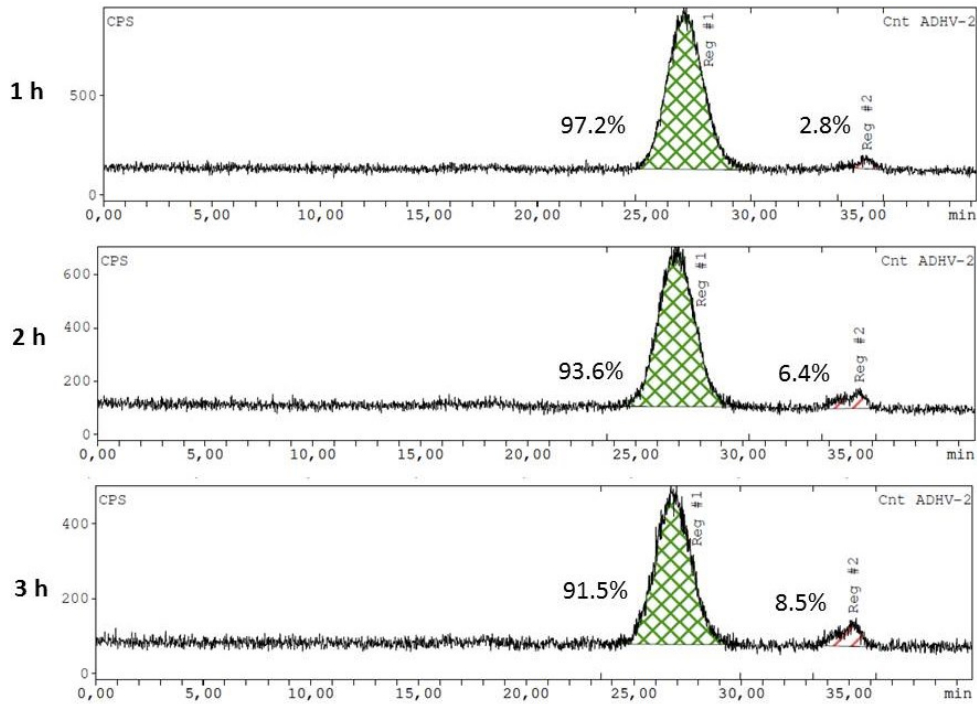 CPS
Cnt ADHV-2
1 h
500
0
97.2%
Reg #1
2.8%
Reg #2
0,00 5,00 10,00 15,00 20,00 25,00 30,00 35,00 min
CPS
Cnt ADHV-2
2 h
600
400
200
0
93.6%
Reg #1
6.4%
Reg #2
0,00 5,00 10,00 15,00 20,00 25,00 30,00 35,00 min
CPS
Cnt ADHV-2
3 h
400
200
0
91.5%
Reg #1
8.5%
Reg #2
0,00 5,00 10,00 15,00 20,00 25,00 30,00 35,00 min